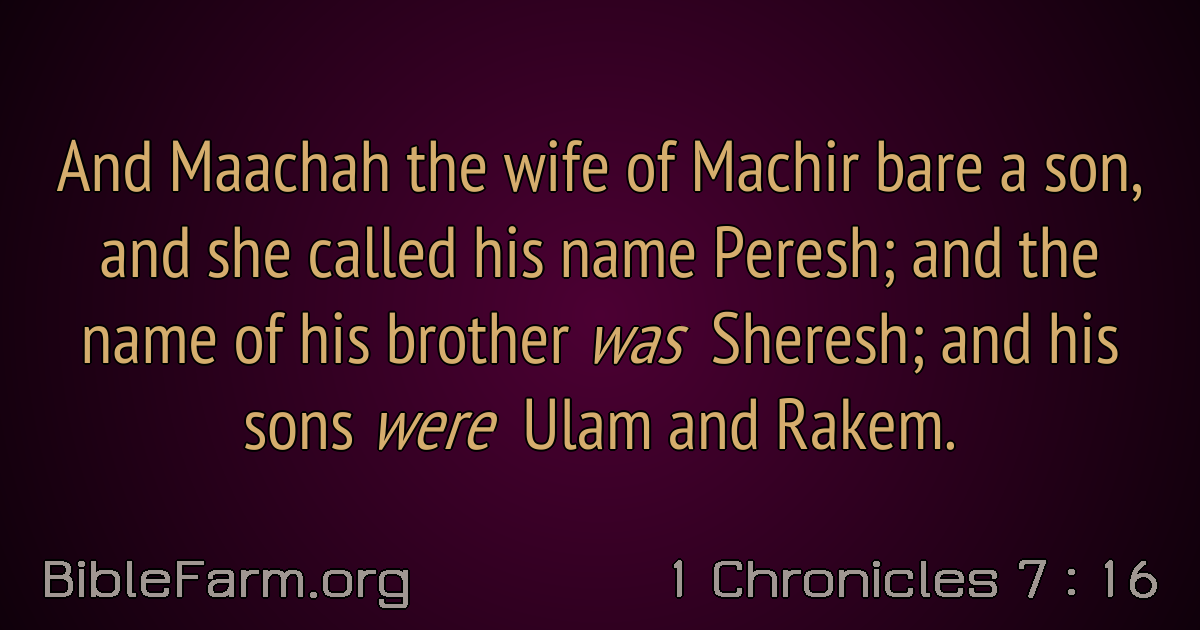 And Maachah the wife of Machir bare a son,
and she called his name Peresh; and the
name of his brother was Sheresh; and his
sons were Ulam and Rakem.
BibleFarm.org
1 Chronicles 7 : 16